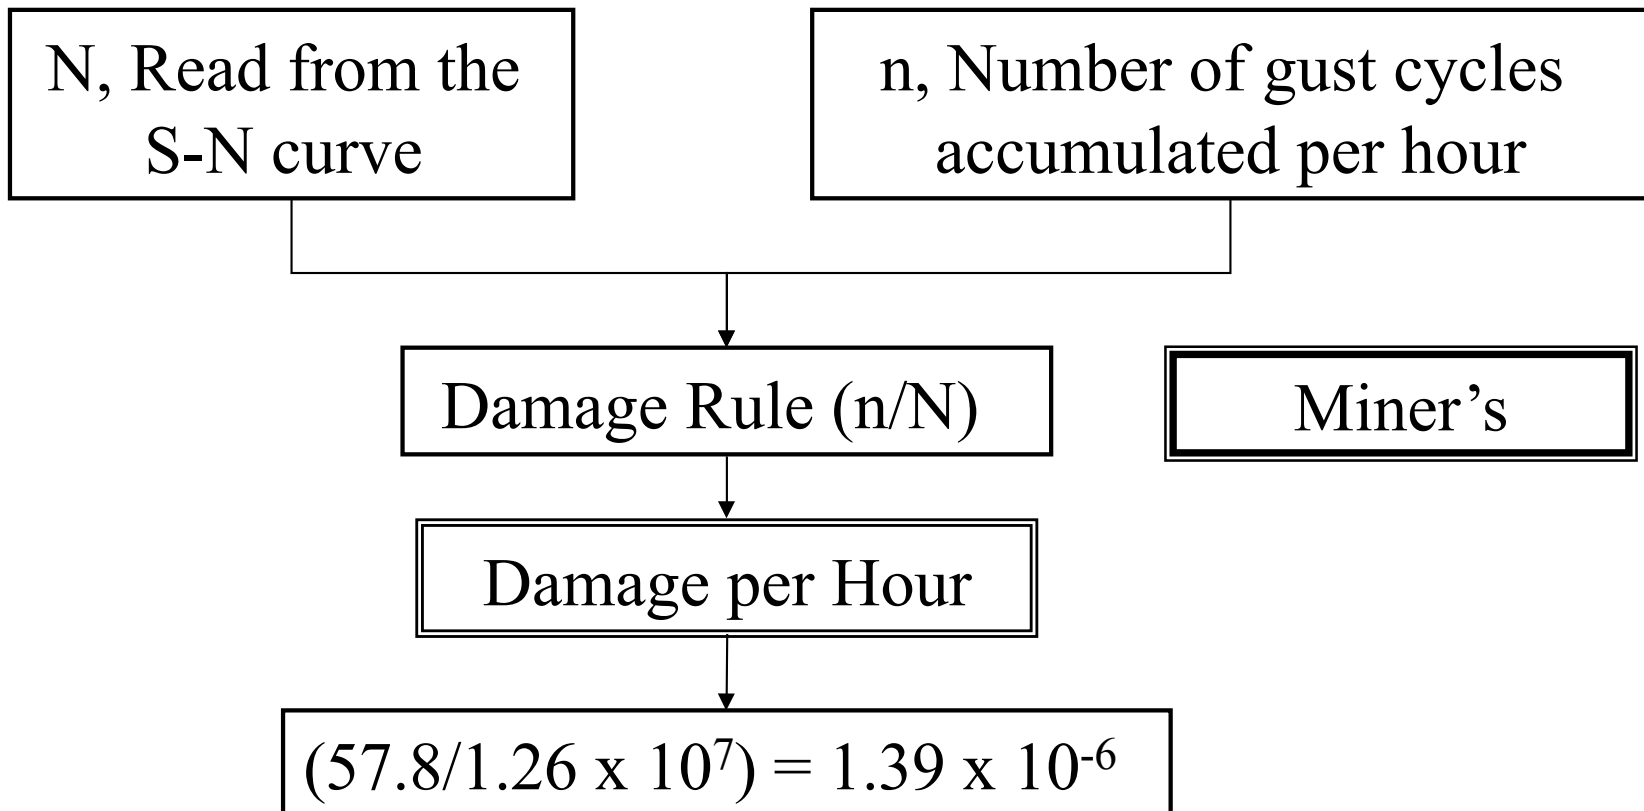 N, Read from the
S-N curve
n, Number of gust cycles
accumulated per hour
Damage Rule (n/N)
Miner’s
Damage per Hour
(57.8/1.26 x 10⁷) = 1.39 x 10⁻⁶